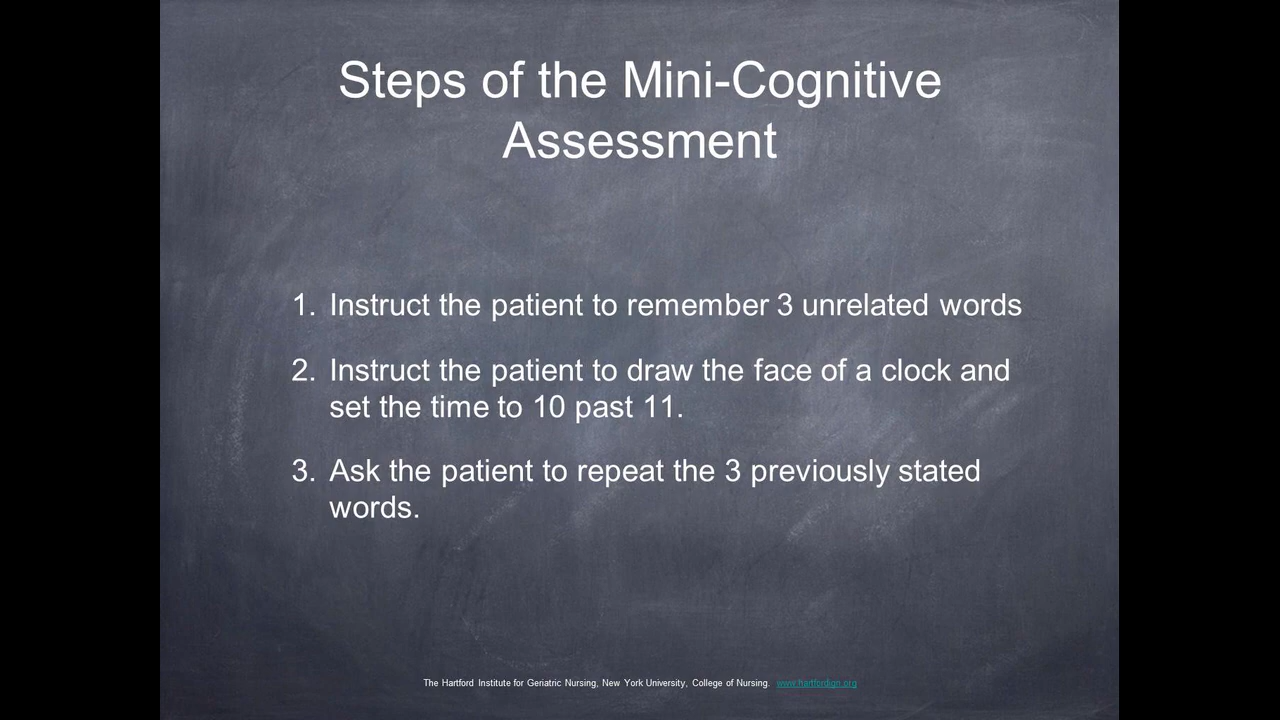 Steps of the Mini-Cognitive
Assessment
1. Instruct the patient to remember 3 unrelated words
2. Instruct the patient to draw the face of a clock and
set the time to 10 past 11.
3. Ask the patient to repeat the 3 previously stated
words.
The Hartford Institute for Geriatric Nursing, New York University, College of Nursing. www.hartfordign.org